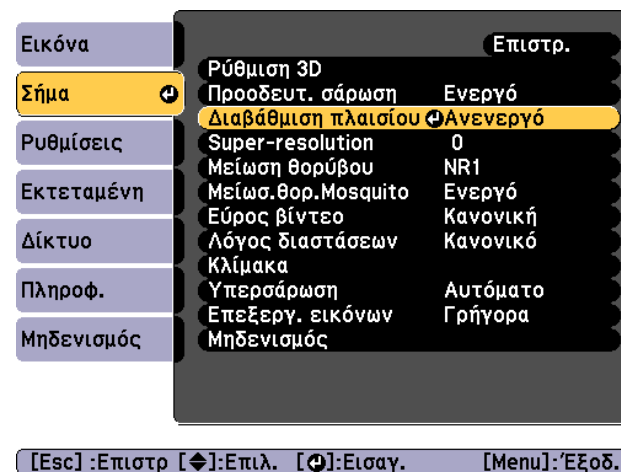 Εικόνα
Σήμα
Ρυθμίσεις
Εκτεταμένη
Δίκτυο
Πληροφ.
Μηδενισμός
Επιστρ.
Ρύθμιση 3D
Προοδευτ. σάρωση Ενεργό
Διαβάθμιση πλαισίου Ανενεργό
Super-resolution 0
Μείωση θορύβου NR1
Μείωσ.θορ.Mosquito Ενεργό
Εύρος βίντεο Κανονική
Λόγος διαστάσεων Κανονικό
Κλίμακα
Υπερσάρωση Αυτόματο
Επεξεργ. εικόνων Γρήγορα
Μηδενισμός
[Esc] :Επιστρ [◆]:Επιλ. [⏎]:Εισαγ. [Menu]:Έξοδ.